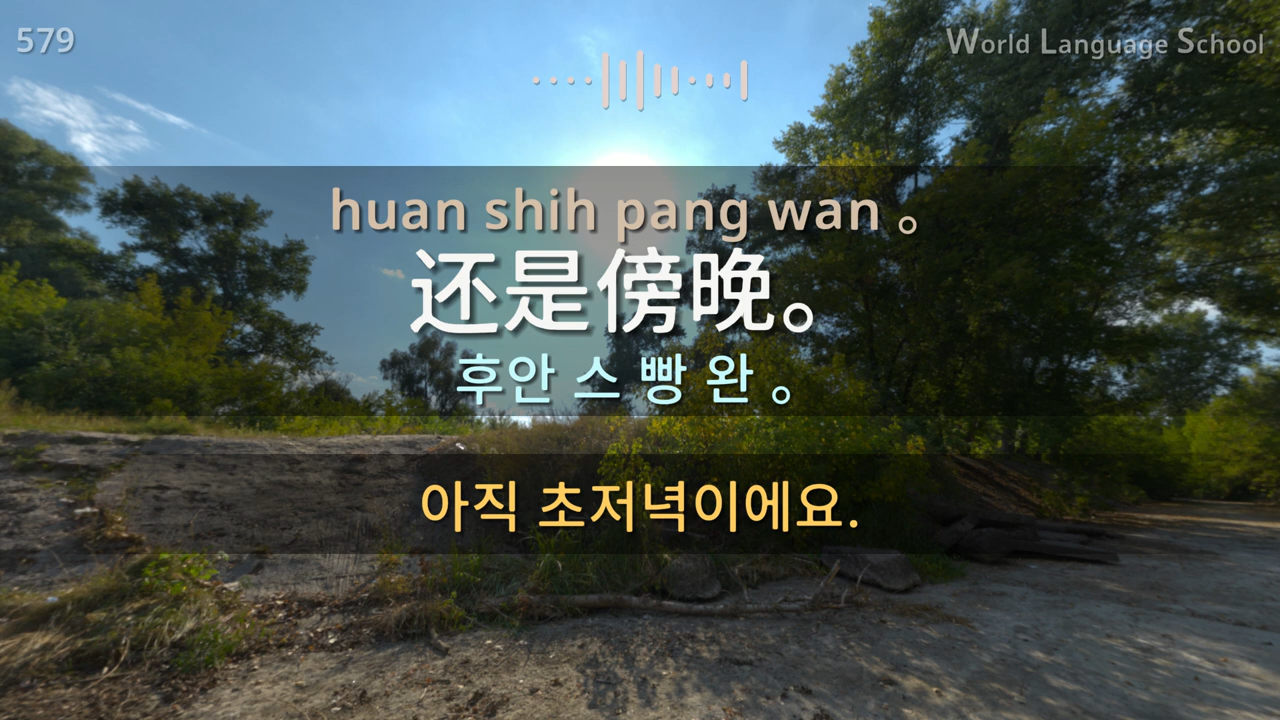 579
World Language School
huan shih pang wan 。
还是傍晚。
후안 스 빵 완 。
아직 초저녁이에요.